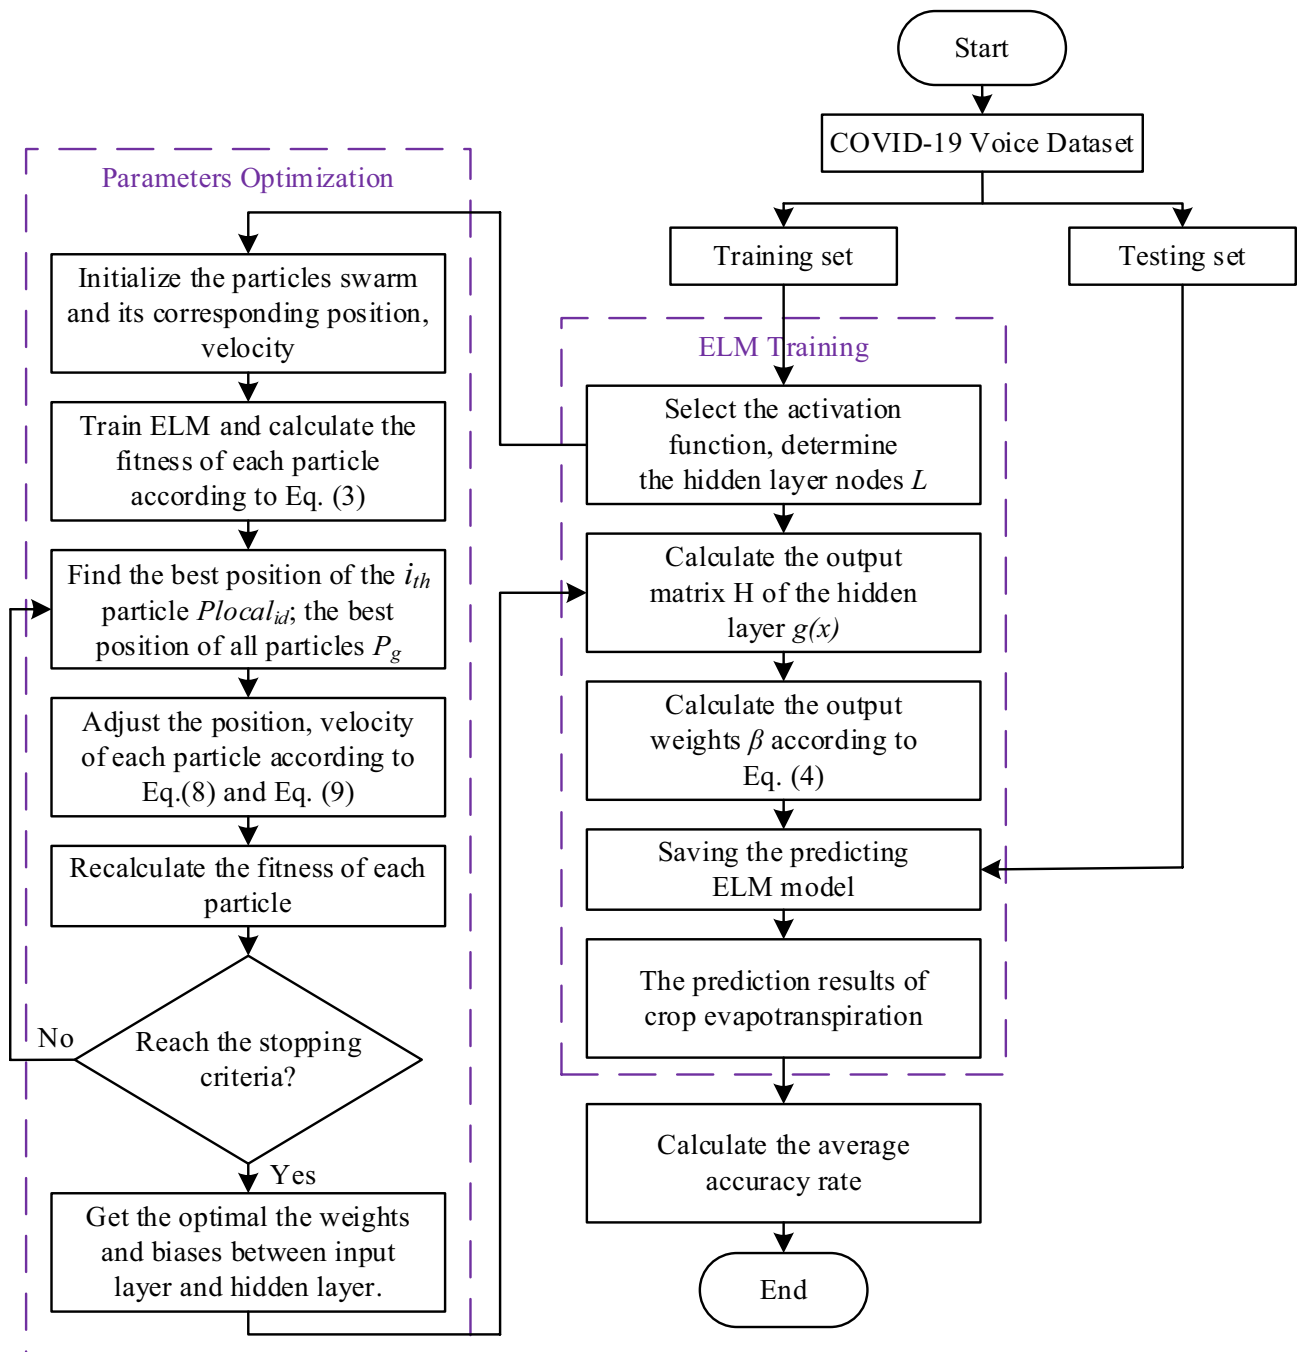 Start
COVID-19 Voice Dataset
Training set
Testing set
Parameters Optimization
Initialize the particles swarm
and its corresponding position,
velocity
Train ELM and calculate the
fitness of each particle
according to Eq. (3)
Find the best position of the i_th
particle Plocal_id; the best
position of all particles P_g
Adjust the position, velocity
of each particle according to
Eq.(8) and Eq. (9)
Recalculate the fitness of each
particle
Reach the stopping
criteria?
No
Yes
Get the optimal the weights
and biases between input
layer and hidden layer.
ELM Training
Select the activation
function, determine
the hidden layer nodes L
Calculate the output
matrix H of the hidden
layer g(x)
Calculate the output
weights β according to
Eq. (4)
Saving the predicting
ELM model
The prediction results of
crop evapotranspiration
Calculate the average
accuracy rate
End